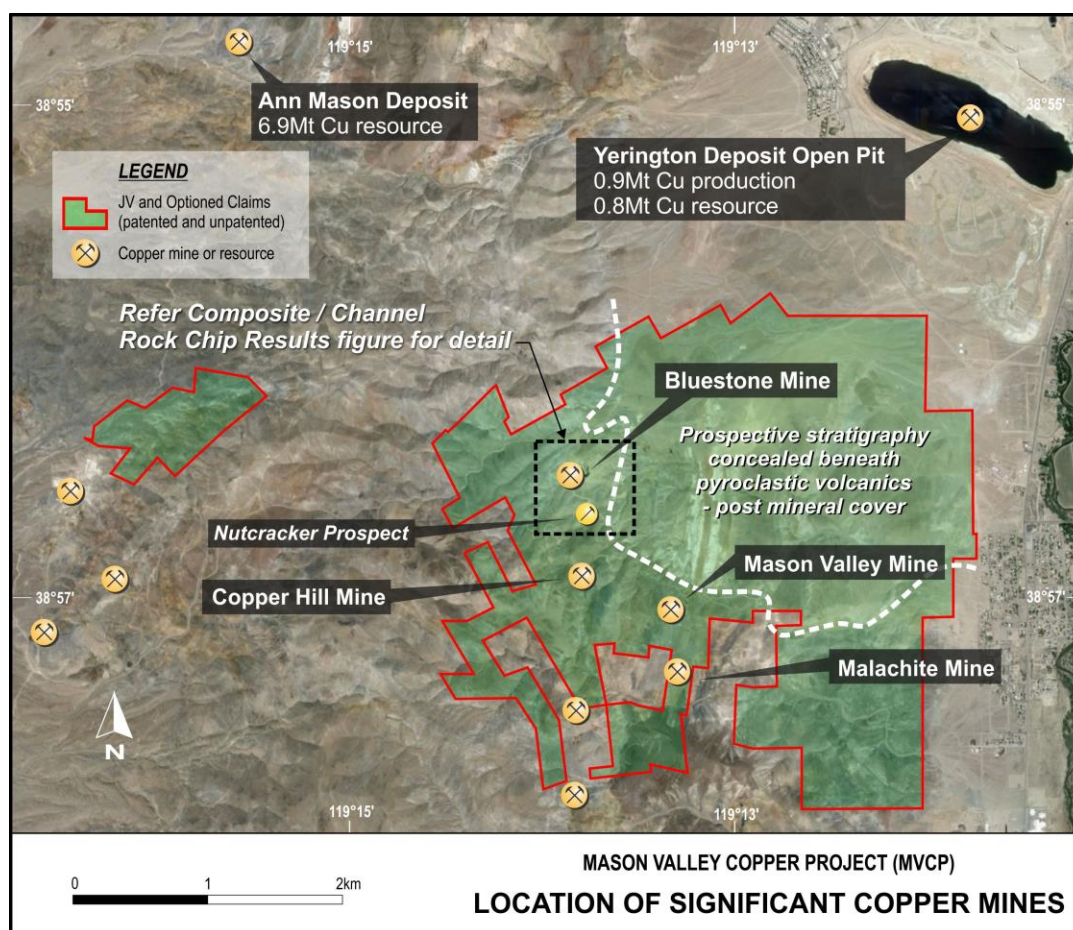 119°15'
119°13'
38°55'
38°55'
Ann Mason Deposit
6.9Mt Cu resource
Yerington Deposit Open Pit
0.9Mt Cu production
0.8Mt Cu resource
LEGEND
JV and Optioned Claims
(patented and unpatented)
Copper mine or resource
Refer Composite / Channel
Rock Chip Results figure for detail
Bluestone Mine
Prospective stratigraphy
concealed beneath
pyroclastic volcanics
- post mineral cover
Nutcracker Prospect
Mason Valley Mine
Copper Hill Mine
38°57'
38°57'
Malachite Mine
N
119°15'
119°13'
0
1
2km
MASON VALLEY COPPER PROJECT (MVCP)
LOCATION OF SIGNIFICANT COPPER MINES